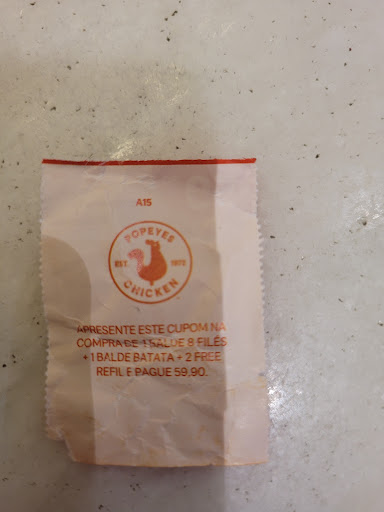 A15
POPEYES
EST. 1972
CHICKEN
APRESENTE ESTE CUPOM NA
COMPRA DE 1 BALDE 8 FILÉS
+ 1 BALDE BATATA + 2 FREE
REFIL E PAGUE 59,90.